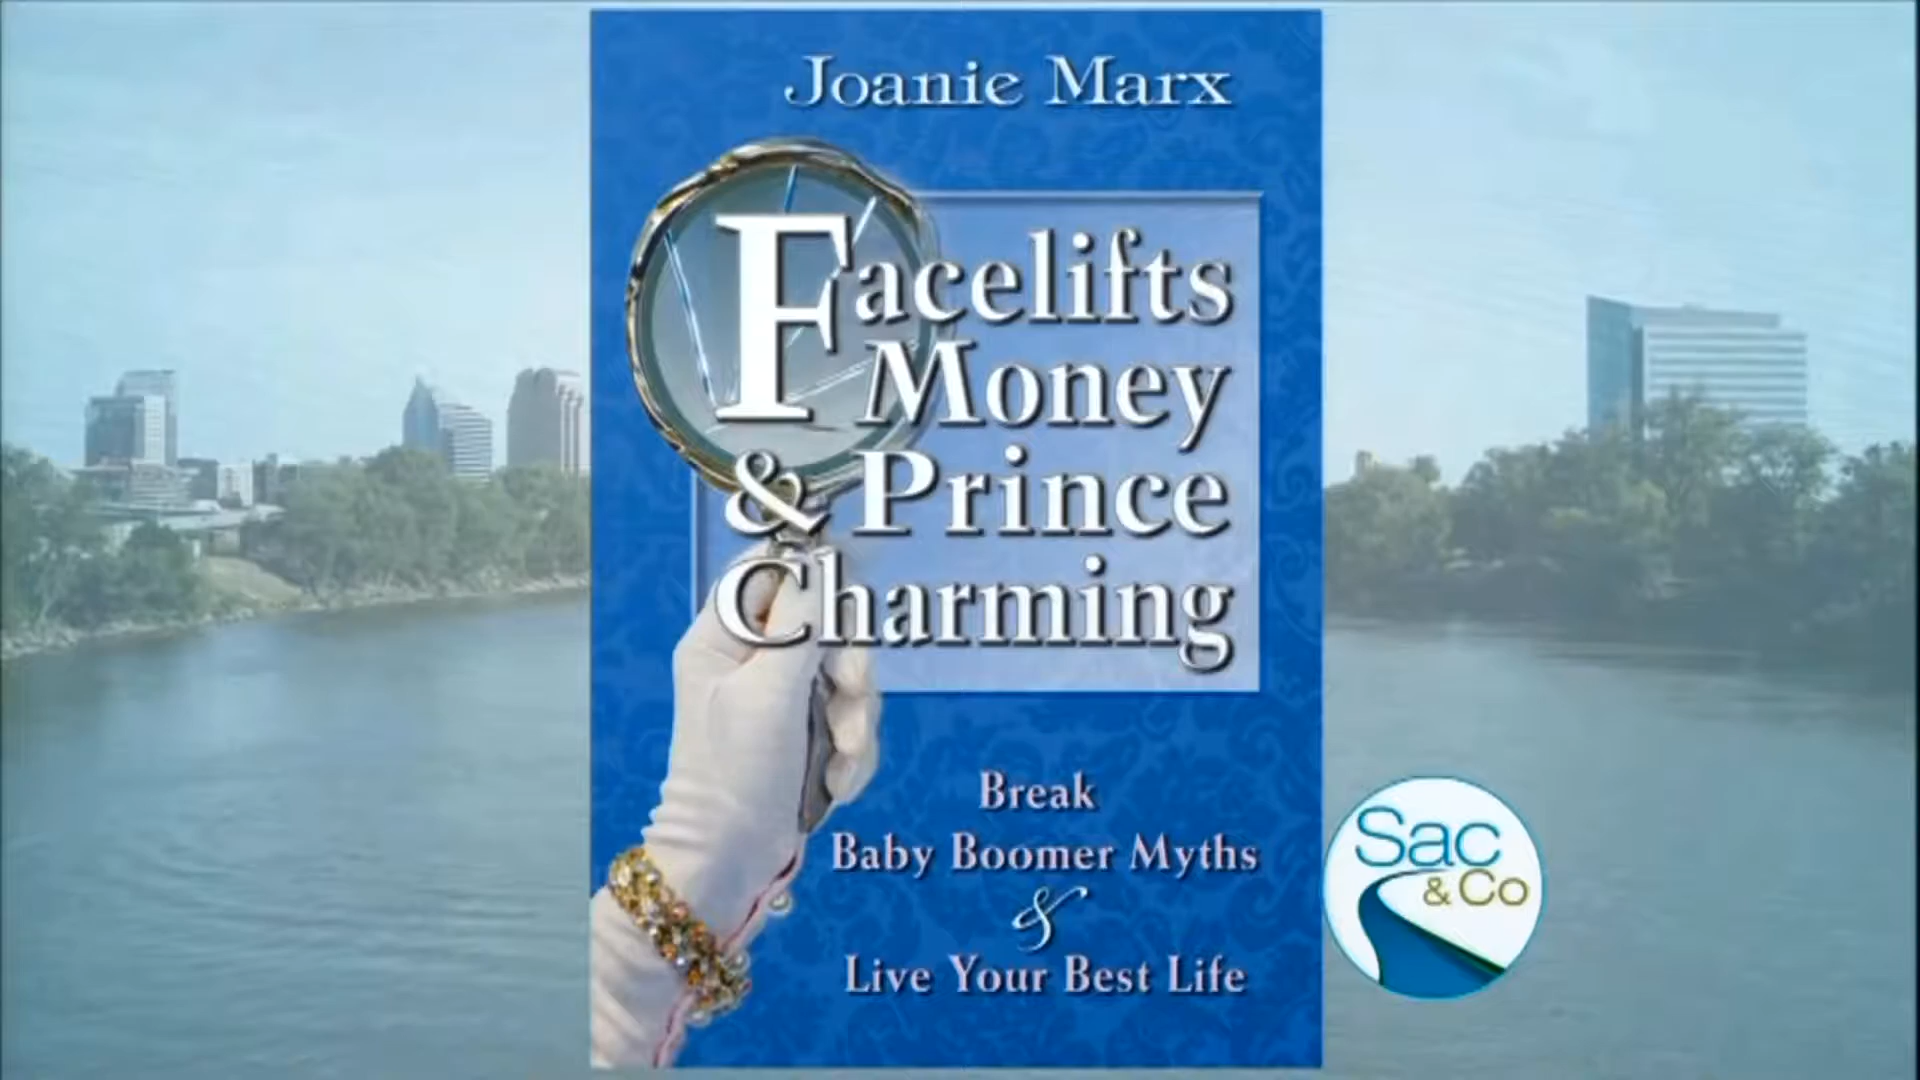 Joanie Marx
Facelifts
Money
& Prince
Charming
Break
Baby Boomer Myths
&
Live Your Best Life
Sac
& Co